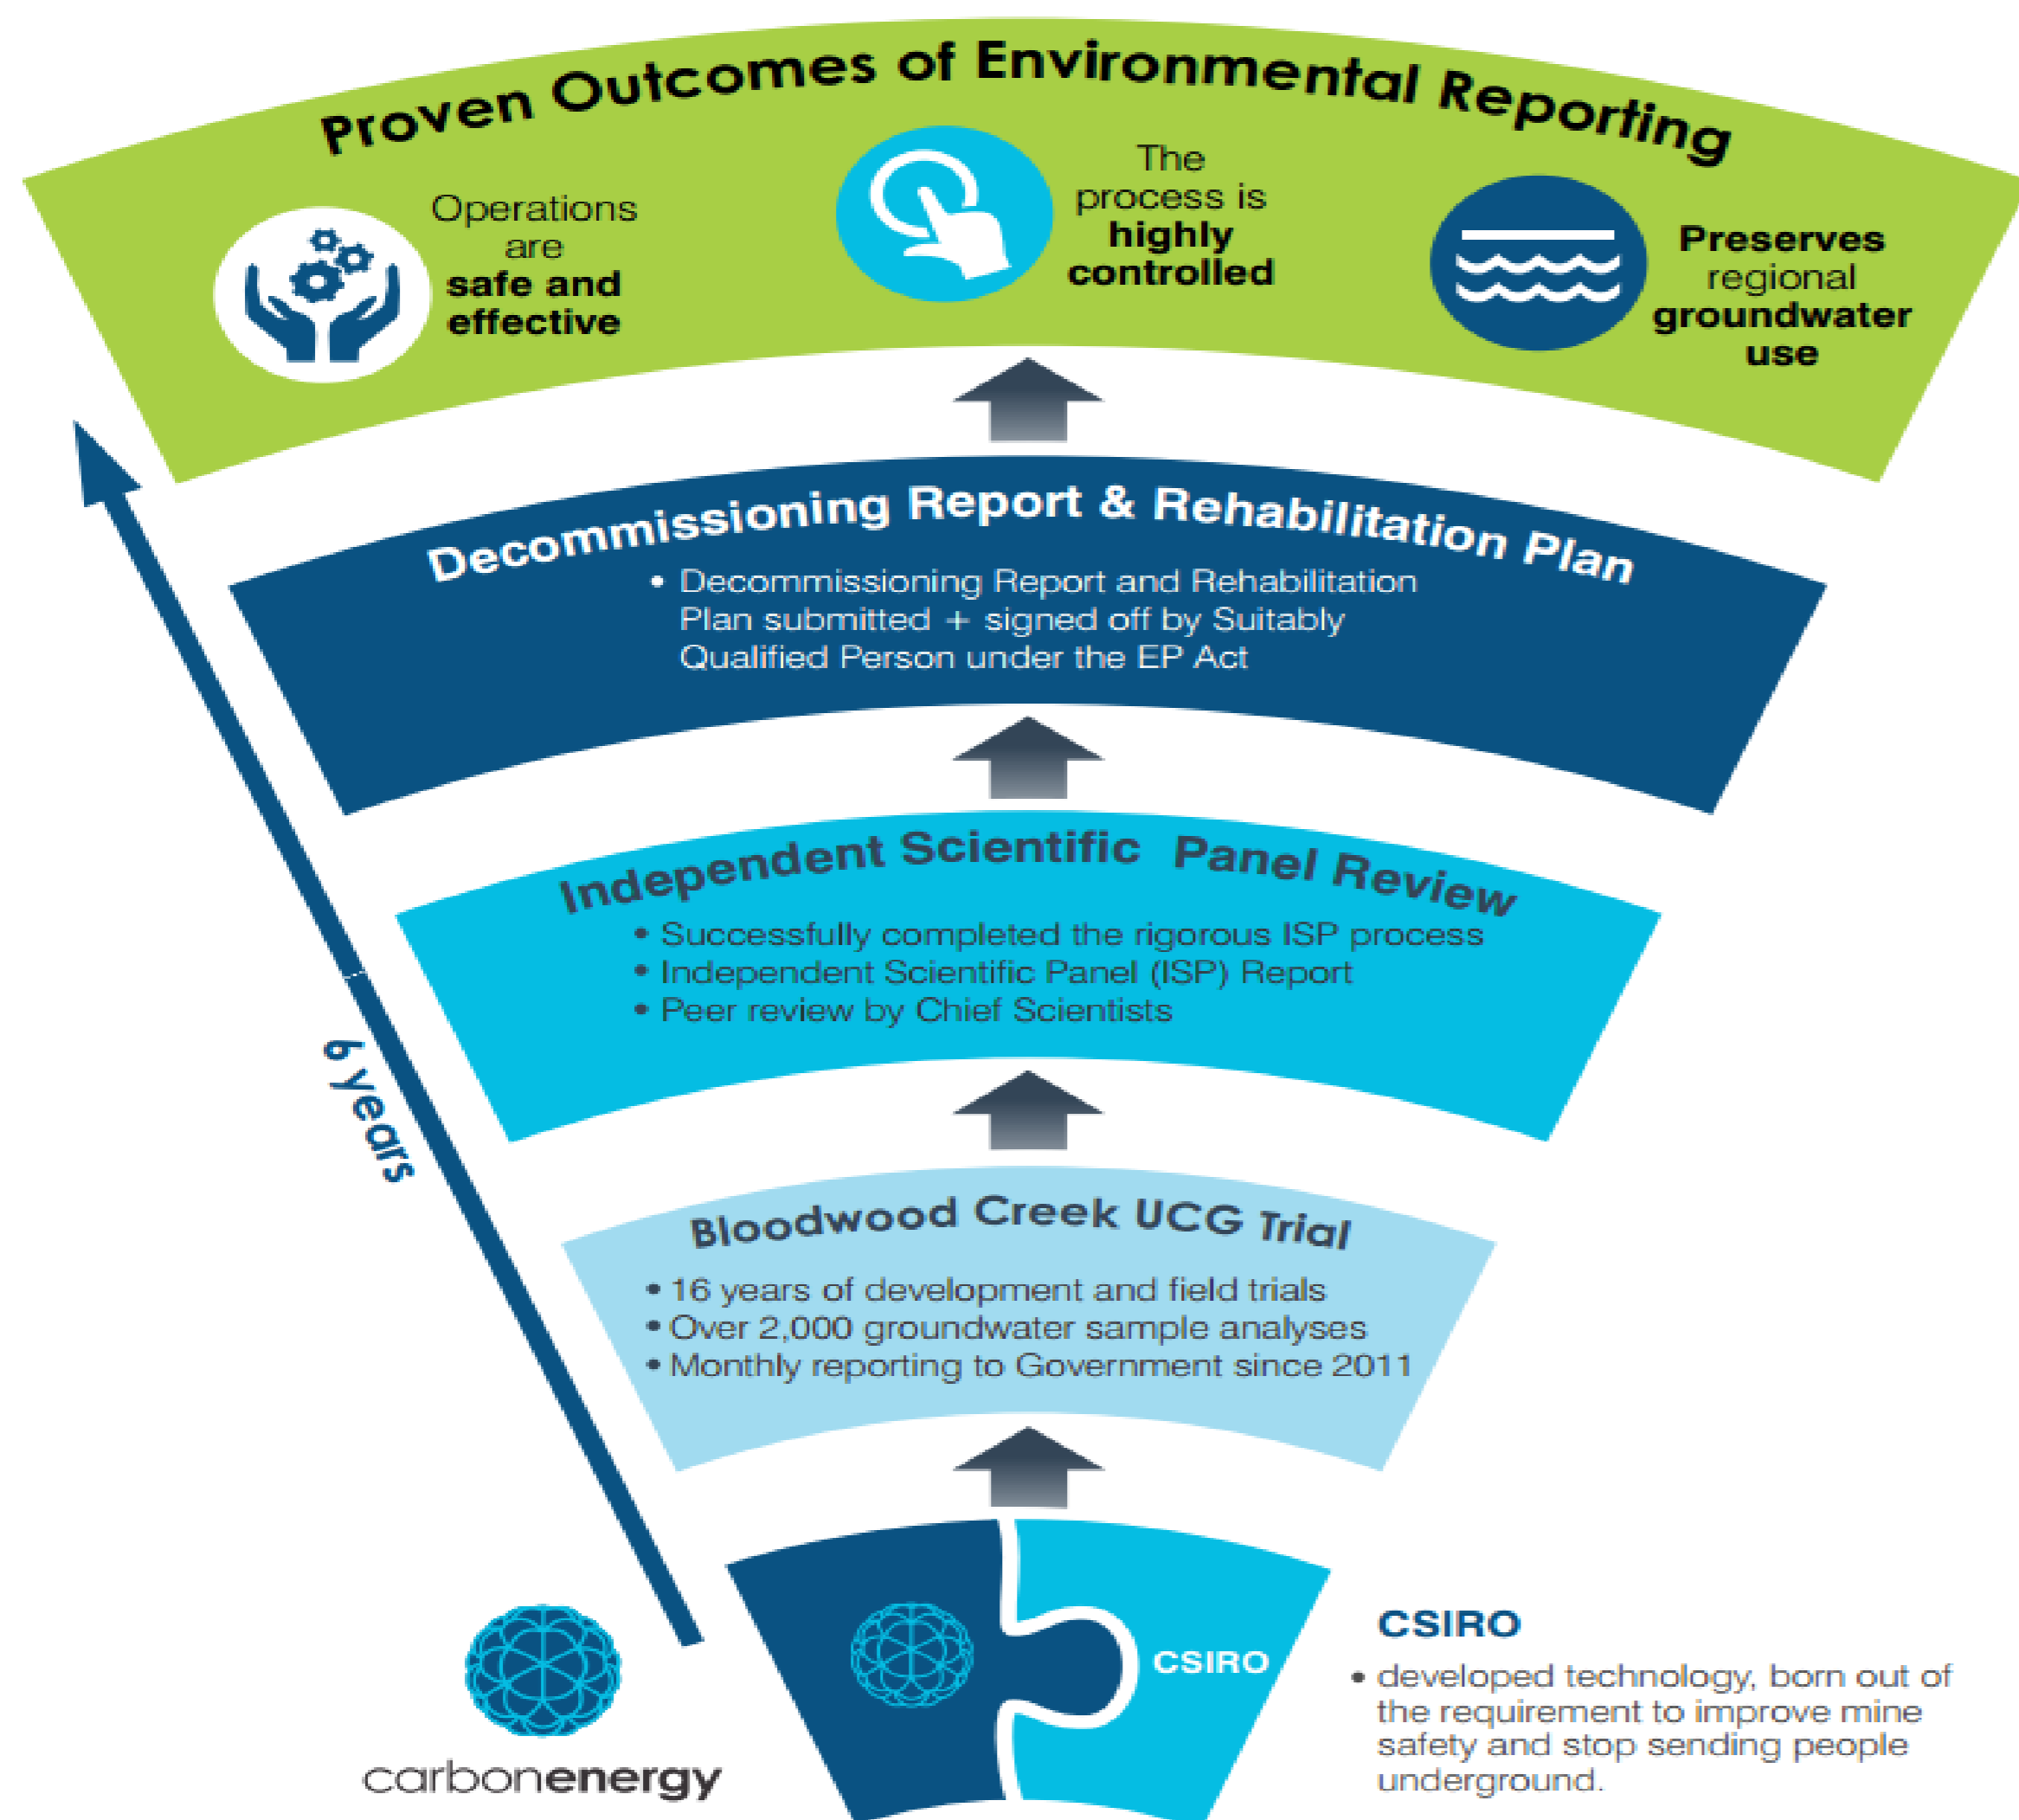 Proven Outcomes of Environmental Reporting
Operations
are
safe and
effective
The
process is
highly
controlled
Preserves
regional
groundwater
use
Decommissioning Report & Rehabilitation Plan
• Decommissioning Report and Rehabilitation
Plan submitted + signed off by Suitably
Qualified Person under the EP Act
Independent Scientific Panel Review
• Successfully completed the rigorous ISP process
• Independent Scientific Panel (ISP) Report
• Peer review by Chief Scientists
6 years
Bloodwood Creek UCG Trial
• 16 years of development and field trials
• Over 2,000 groundwater sample analyses
• Monthly reporting to Government since 2011
carbonenergy
CSIRO
CSIRO
• developed technology, born out of
the requirement to improve mine
safety and stop sending people
underground.